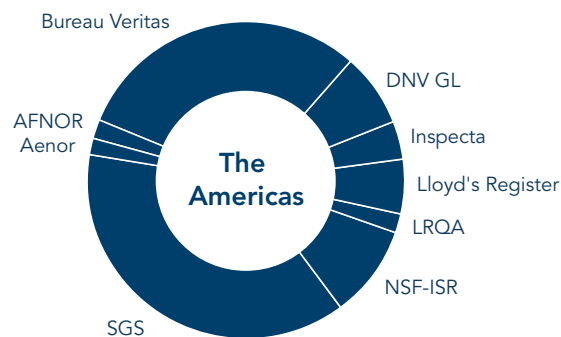 Bureau Veritas
DNV GL
AFNOR
Aenor
Inspecta
The
Americas
Lloyd's Register
LRQA
NSF-ISR
SGS